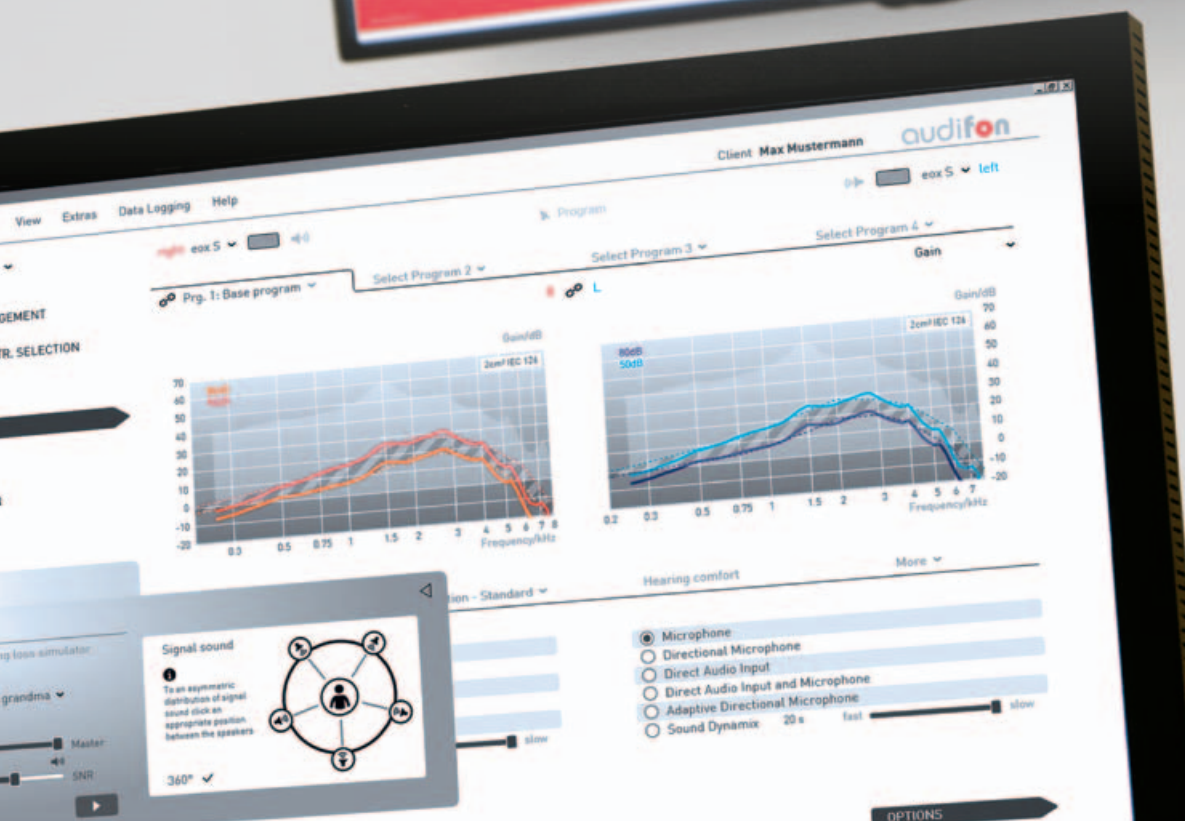 audifon
Client Max Mustermann
View Extras Data Logging Help
eox S left
right eox S
Program
Select Program 4
Select Program 3
Select Program 2
Prg. 1: Base program
Gain
L
GEMENT
TR. SELECTION
Gain/dB
2cm³ IEC 126
70
60
50
40
30
20
10
0
-10
-20
0.3 0.5 0.75 1 1.5 2 3 4 5 6 7 8
Frequency/kHz
Gain/dB
2cm³ IEC 126
80dB
50dB
70
60
50
40
30
20
10
0
-10
-20
0.2 0.3 0.5 0.75 1 1.5 2 3 4 5 6 7
Frequency/kHz
tion - Standard
Hearing comfort
More
Microphone
Directional Microphone
Direct Audio Input
Direct Audio Input and Microphone
Adaptive Directional Microphone
Sound Dynamix 20 s fast slow
slow
ng loss simulator
grandma
Master
SNR
Signal sound
To an asymmetric
distribution of signal
sound click an
appropriate position
between the speakers
360°
OPTIONS